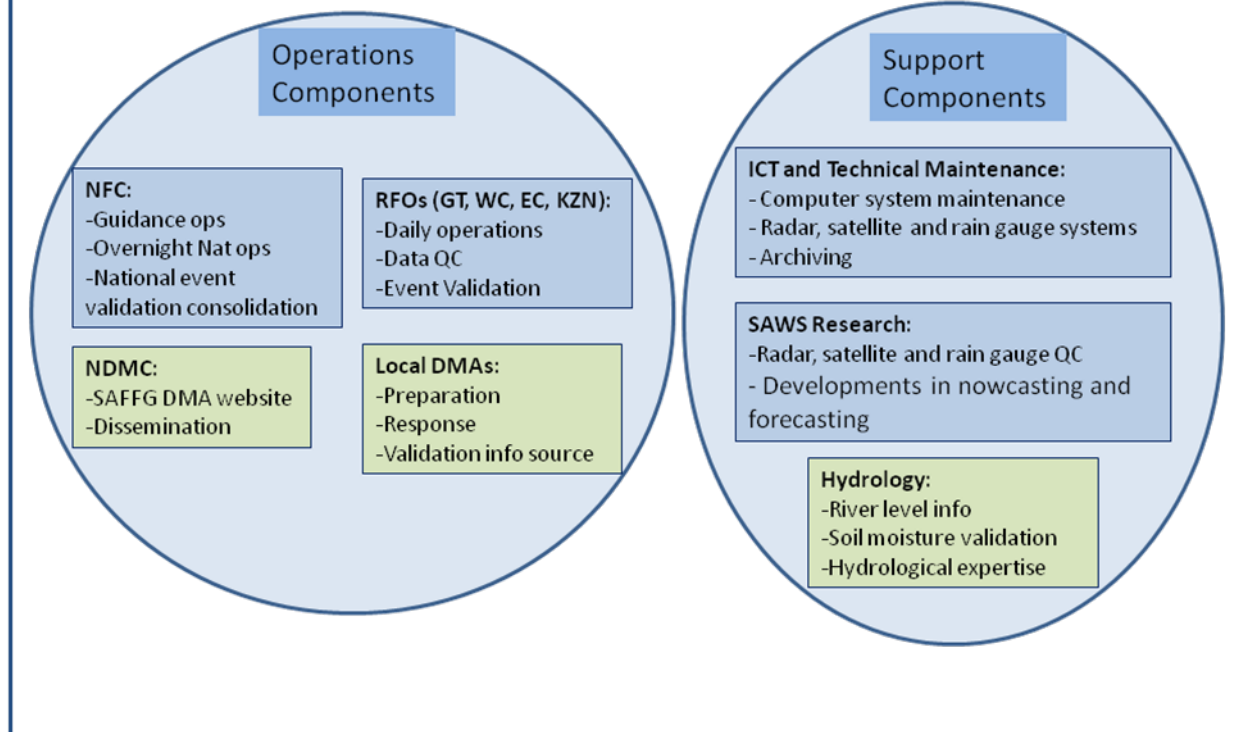 Operations
Components
NFC:
-Guidance ops
-Overnight Nat ops
-National event
validation consolidation
RFOs (GT, WC, EC, KZN):
-Daily operations
-Data QC
-Event Validation
NDMC:
-SAFFG DMA website
-Dissemination
Local DMAs:
-Preparation
-Response
-Validation info source
Support
Components
ICT and Technical Maintenance:
- Computer system maintenance
- Radar, satellite and rain gauge systems
- Archiving
SAWS Research:
-Radar, satellite and rain gauge QC
- Developments in nowcasting and
forecasting
Hydrology:
-River level info
-Soil moisture validation
-Hydrological expertise